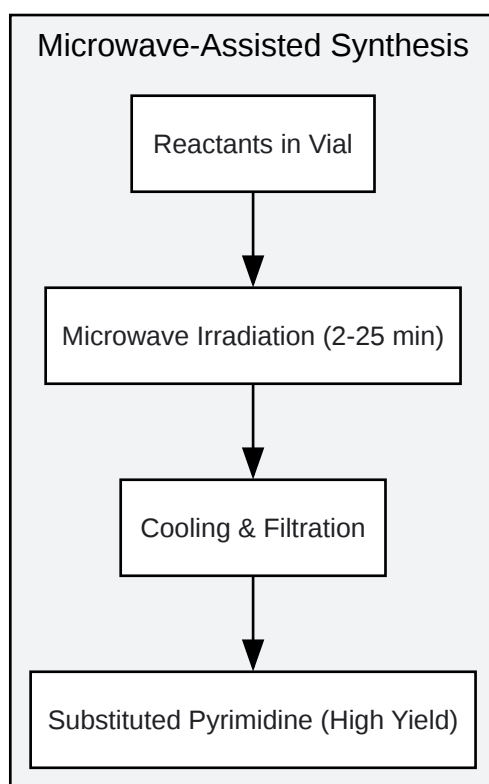 Microwave-Assisted Synthesis
Reactants in Vial
Microwave Irradiation (2-25 min)
Cooling & Filtration
Substituted Pyrimidine (High Yield)